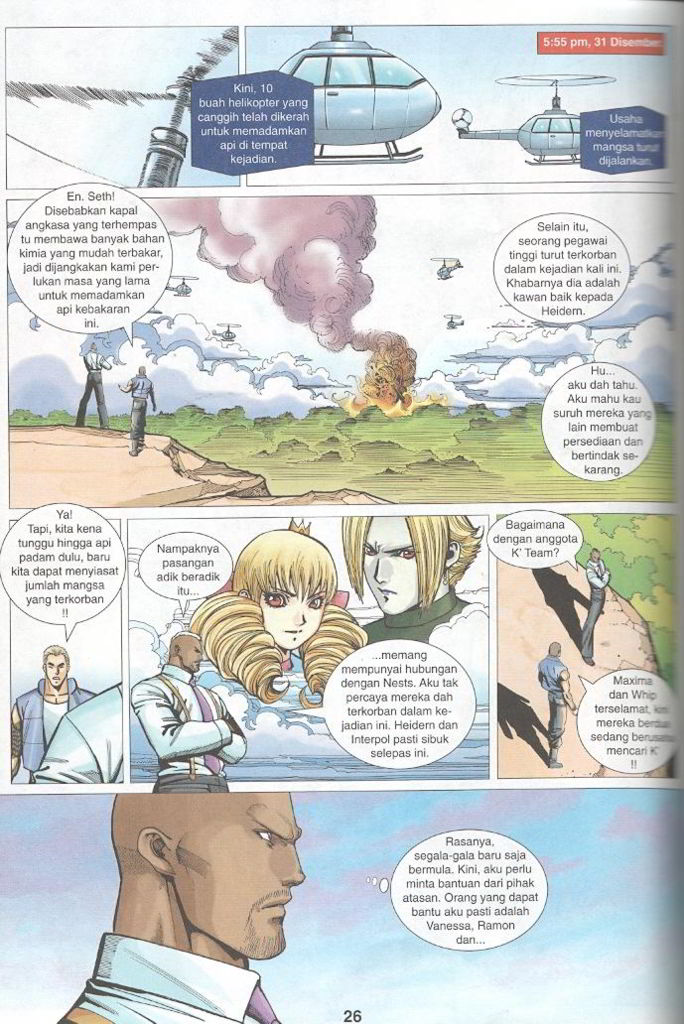 5:55 pm, 31 Disember
Kini, 10
buah helikopter yang
canggih telah dikerah
untuk memadamkan
api di tempat
kejadian.
Usaha
menyelamatkan
mangsa turut
dijalankan.
En. Seth!
Disebabkan kapal
angkasa yang terhempas
tu membawa banyak bahan
kimia yang mudah terbakar,
jadi dijangkakan kami per-
lukan masa yang lama
untuk memadamkan
api kebakaran
ini.
Selain itu,
seorang pegawai
tinggi turut terkorban
dalam kejadian kali ini.
Khabarnya dia adalah
kawan baik kepada
Heidern.
Hu...
aku dah tahu.
Aku mahu kau
suruh mereka yang
lain membuat
persediaan dan
bertindak se-
karang.
Ya!
Tapi, kita kena
tunggu hingga api
padam dulu, baru
kita dapat menyiasat
jumlah mangsa
yang terkorban
!!
Nampaknya
pasangan
adik beradik
itu...
...memang
mempunyai hubungan
dengan Nests. Aku tak
percaya mereka dah
terkorban dalam ke-
jadian ini. Heidern dan
Interpol pasti sibuk
selepas ini.
Bagaimana
dengan anggota
K' Team?
Maxima
dan Whip
terselamat,
mereka
sedang
mencari K'
!!
Rasanya,
segala-gala baru saja
bermula. Kini, aku perlu
minta bantuan dari pihak
atasan. Orang yang dapat
bantu aku pasti adalah
Vanessa, Ramon
dan...
26